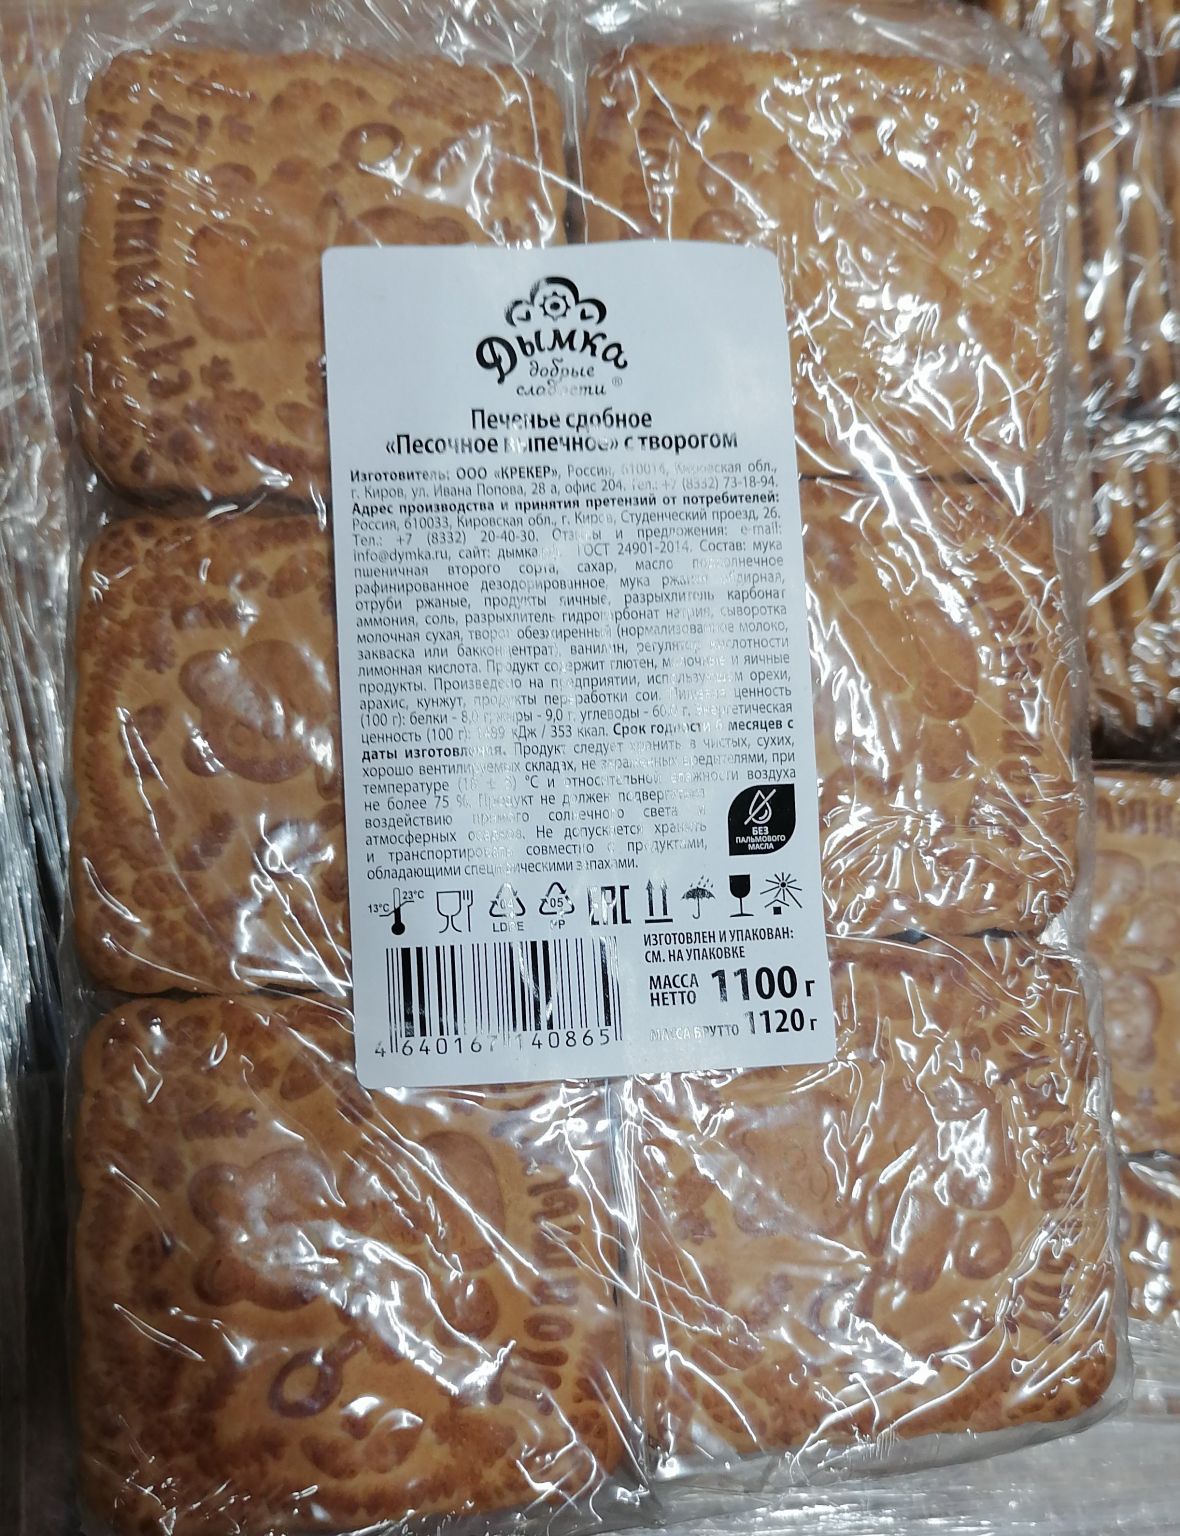 Дымка
добрые
сладости ®
Печенье сдобное
«Песочное выпечное» с творогом
Изготовитель: ООО «КРЕКЕР», Россия, 610014, Кировская обл.,
г. Киров, ул. Ивана Попова, 28 а, офис 204. Тел.: +7 (8332) 73-18-94.
Адрес производства и принятия претензий от потребителей:
Россия, 610033, Кировская обл., г. Киров, Студенческий проезд, 26.
Тел.: +7 (8332) 20-40-30. Отзывы и предложения: e-mail:
info@dymka.ru, сайт: дымка ГОСТ 24901-2014. Состав: мука
пшеничная второго сорта, сахар, масло подсолнечное
рафинированное дезодорированное, мука ржаная обдирная,
отруби ржаные, продукты яичные, разрыхлитель карбонат
аммония, соль, разрыхлитель гидрокарбонат натрия, сыворотка
молочная сухая, творог обезжиренный (нормализованное молоко,
закваска или бакконцентрат), ванилин, регулятор кислотности
лимонная кислота. Продукт содержит глютен, молочные и яичные
продукты. Произведено на предприятии, использующем орехи,
арахис, кунжут, продукты переработки сои. Пищевая ценность
(100 г): белки - 8,0 г, жиры - 9,0 г, углеводы - г, энергетическая
ценность (100 г): кДж / 353 ккал. Срок годности 6 месяцев с
даты изготовления. Продукт следует хранить в чистых, сухих,
хорошо вентилируемых складах, не зараженных вредителями, при
температуре (18 ± 5) °С и относительной влажности воздуха
не более 75 %. Продукт не должен подвергаться
воздействию прямого солнечного света и
атмосферных осадков. Не допускается хранить
и транспортировать совместно с продуктами,
обладающими специфическими запахами.
БЕЗ
ПАЛЬМОВОГО
МАСЛА
13°C 23°C
04 05 EAC
LDPE PP
ИЗГОТОВЛЕН И УПАКОВАН:
СМ. НА УПАКОВКЕ
МАССА НЕТТО 1100 г
МАССА БРУТТО 1120 г
4 640167 140865